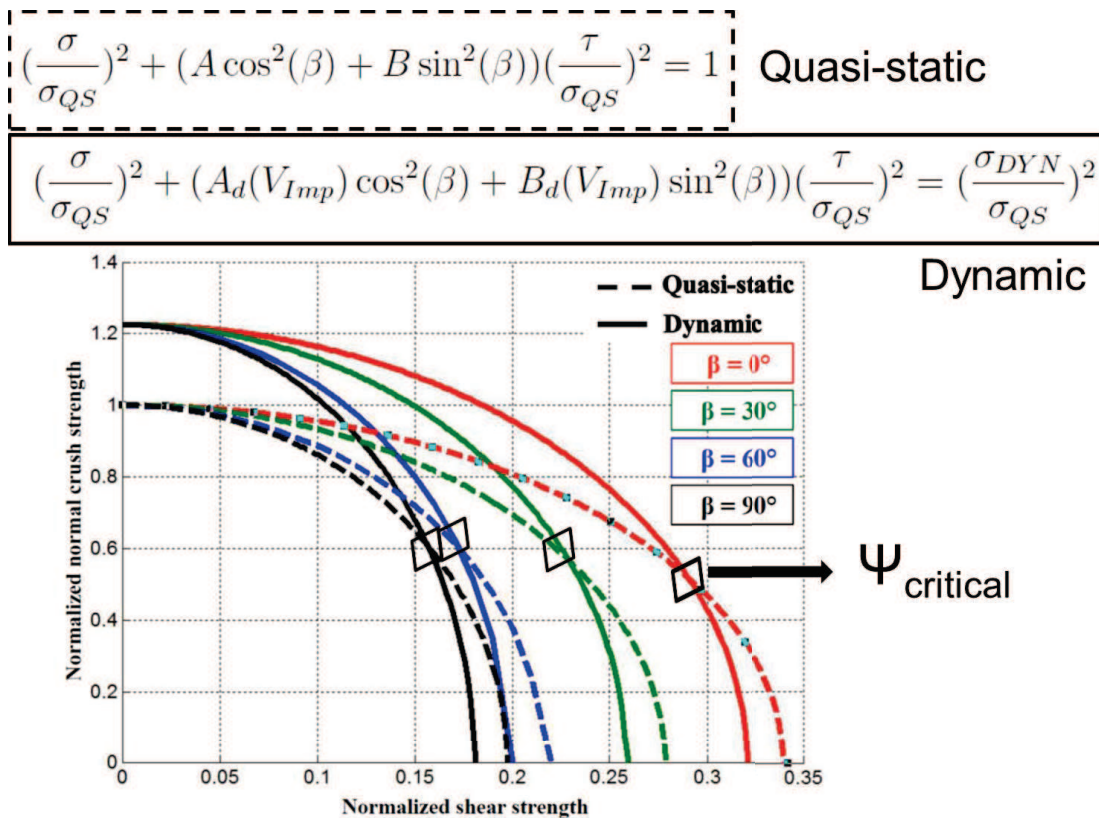 (σ/σ_QS)² + (A cos²(β) + B sin²(β))(τ/σ_QS)² = 1
Quasi-static
(σ/σ_QS)² + (A_d(V_Imp) cos²(β) + B_d(V_Imp) sin²(β))(τ/σ_QS)² = (σ_DYN/σ_QS)²
Dynamic
1.4
1.2
1
0.8
0.6
0.4
0.2
0
Normalized normal crush strength
Quasi-static
Dynamic
β = 0°
β = 30°
β = 60°
β = 90°
Ψ_critical
0
0.05
0.1
0.15
0.2
0.25
0.3
0.35
Normalized shear strength